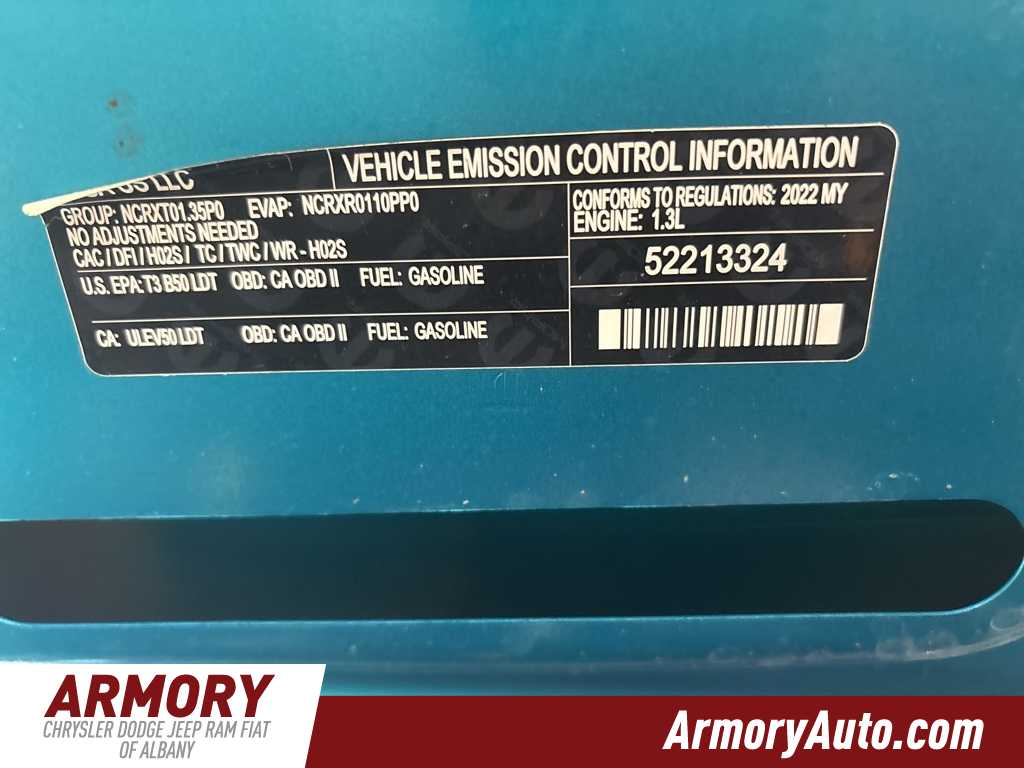 US LLC
VEHICLE EMISSION CONTROL INFORMATION
GROUP: NCRXT01.35P0 EVAP: NCRXR0110PP0
NO ADJUSTMENTS NEEDED
CAC / DFI / H02S / TC / TWC / WR - H02S
U.S. EPA: T3 B50 LDT OBD: CA OBD II FUEL: GASOLINE
CA: ULEV50 LDT OBD: CA OBD II FUEL: GASOLINE
CONFORMS TO REGULATIONS: 2022 MY
ENGINE: 1.3L
52213324
ARMORY
CHRYSLER DODGE JEEP RAM FIAT
OF ALBANY
ArmoryAuto.com